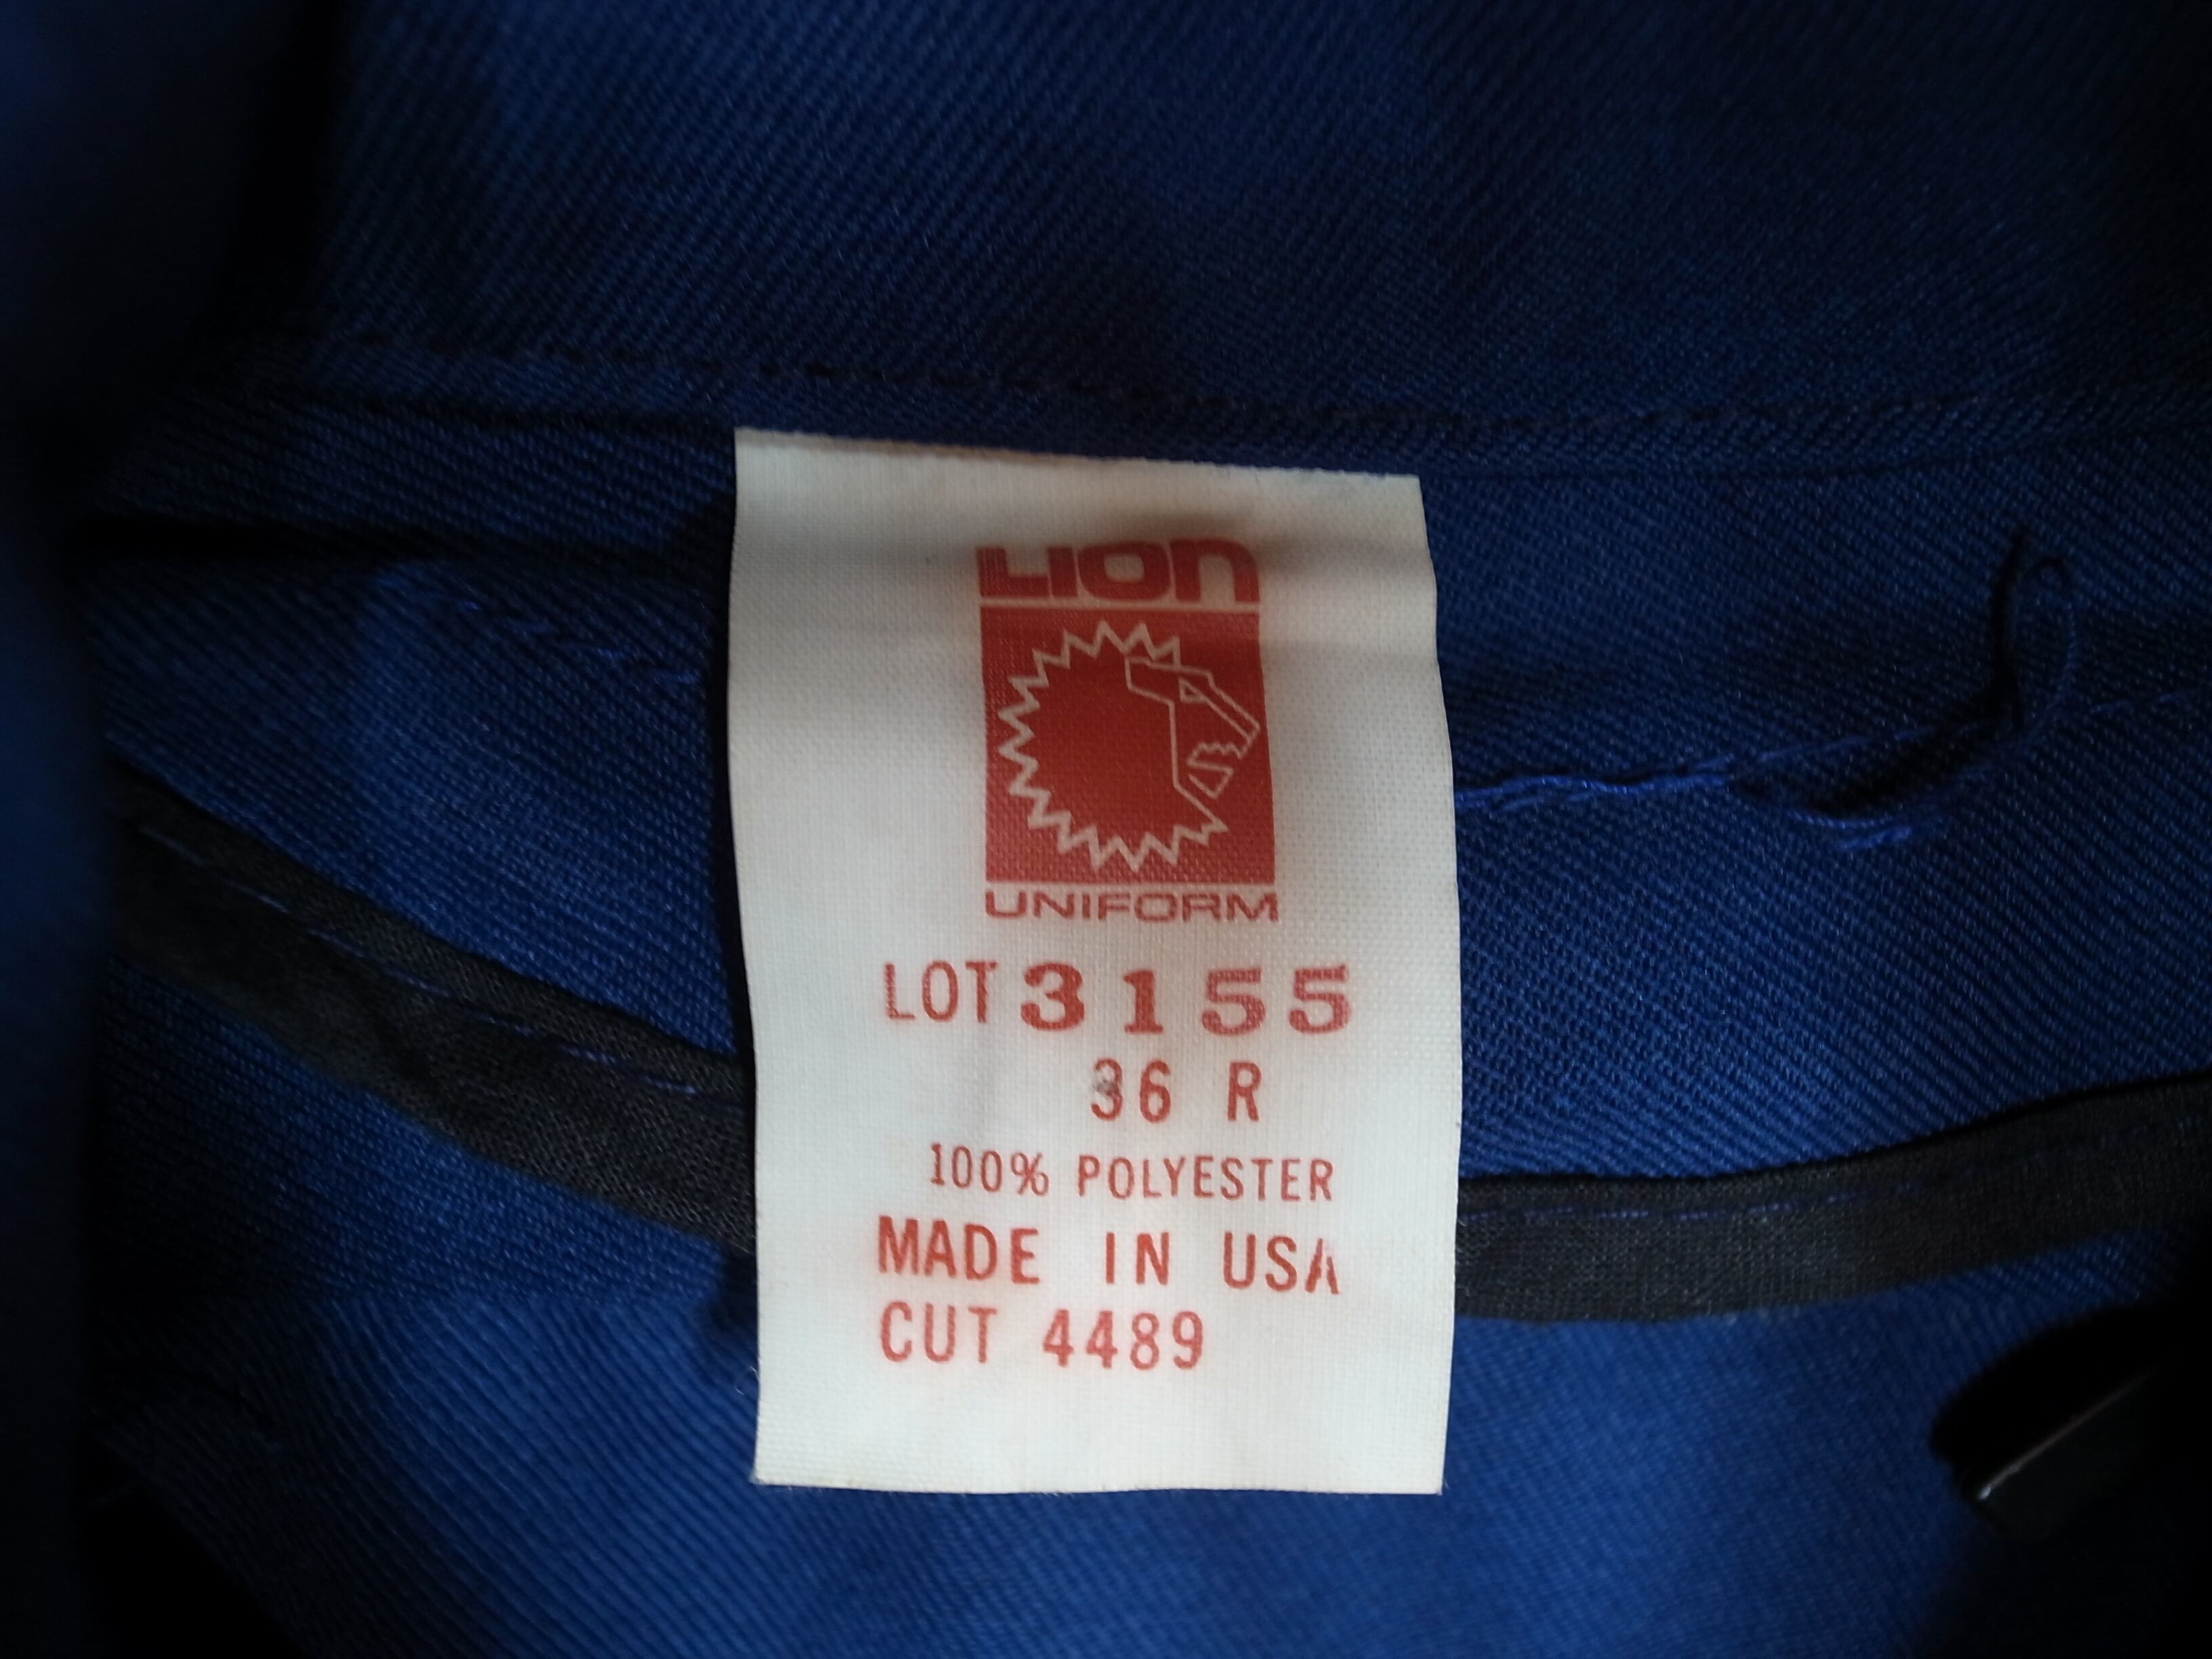 LION
UNIFORM
LOT 3155
36 R
100% POLYESTER
MADE IN USA
CUT 4489